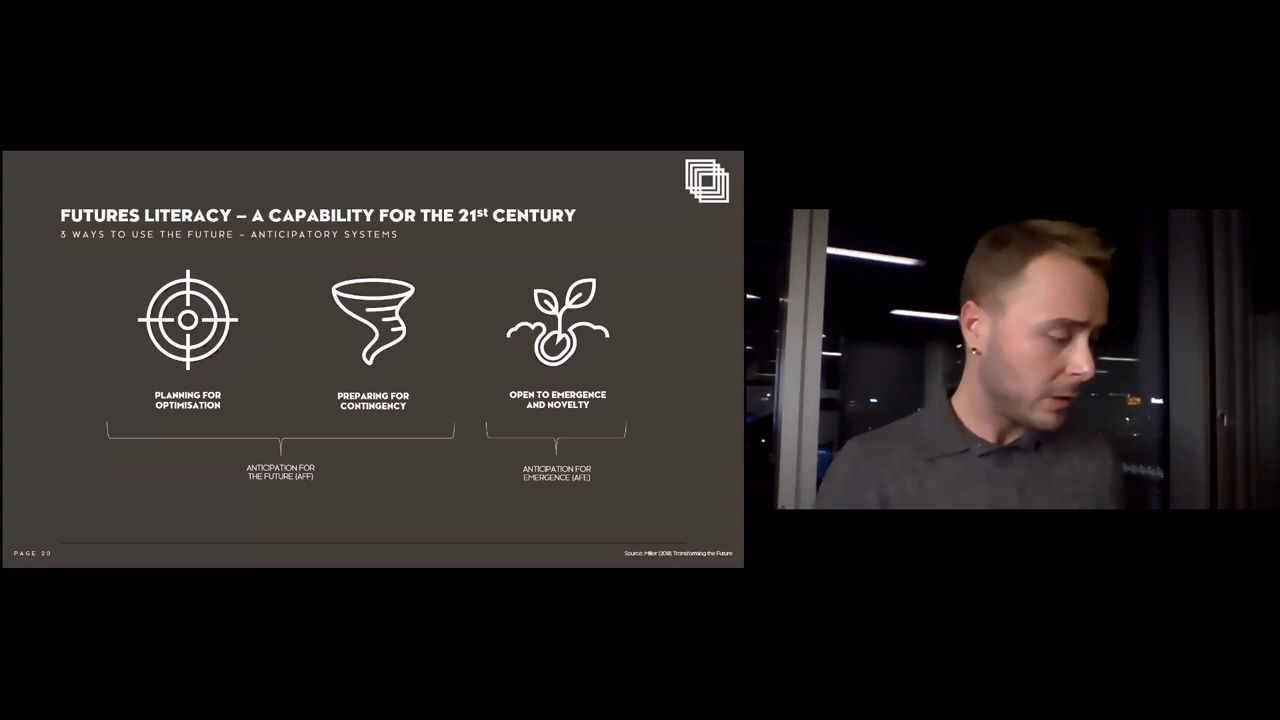 FUTURES LITERACY – A CAPABILITY FOR THE 21st CENTURY
3 WAYS TO USE THE FUTURE – ANTICIPATORY SYSTEMS
PLANNING FOR
OPTIMISATION
PREPARING FOR
CONTINGENCY
OPEN TO EMERGENCE
AND NOVELTY
ANTICIPATION FOR
THE FUTURE (AFF)
ANTICIPATION FOR
EMERGENCE (AFE)
PAGE 20
Source: Miller (2018) Transforming the Future